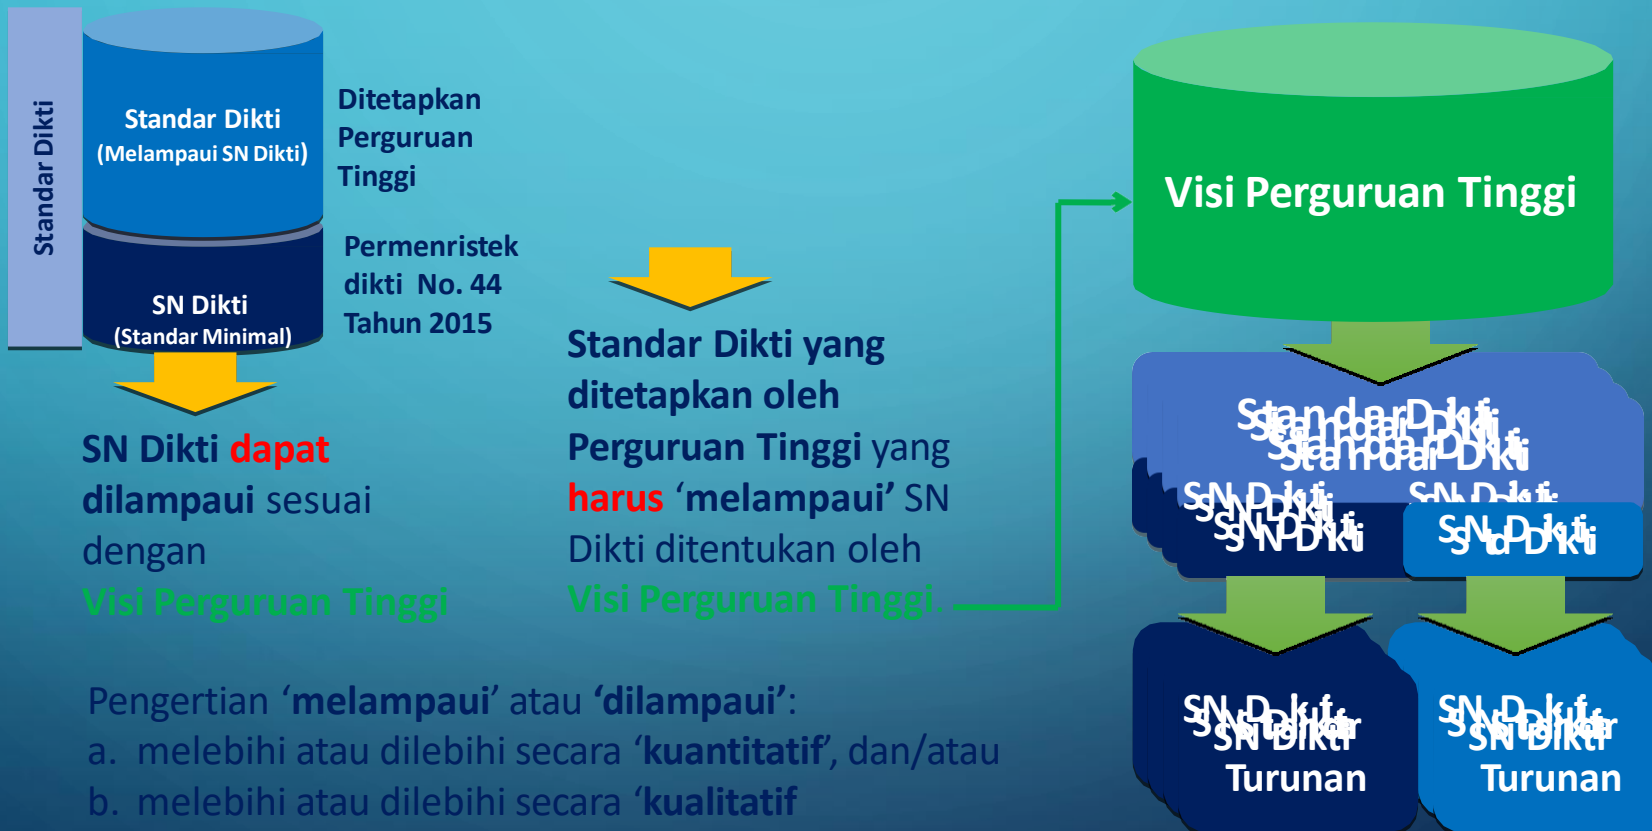 Standar Dikti
Standar Dikti
(Melampaui SN Dikti)
SN Dikti
(Standar Minimal)
Ditetapkan
Perguruan
Tinggi
Permenristek
dikti No. 44
Tahun 2015
SN Dikti dapat
dilampaui sesuai
dengan
Visi Perguruan Tinggi
Standar Dikti yang
ditetapkan oleh
Perguruan Tinggi yang
harus ‘melampaui’ SN
Dikti ditentukan oleh
Visi Perguruan Tinggi.
Pengertian ‘melampaui’ atau ‘dilampaui’:
a. melebihi atau dilebihi secara ‘kuantitatif’, dan/atau
b. melebihi atau dilebihi secara ‘kualitatif
Visi Perguruan Tinggi
Standar Dikti
SN Dikti
SN Dikti
Turunan
SN Dikti
Turunan